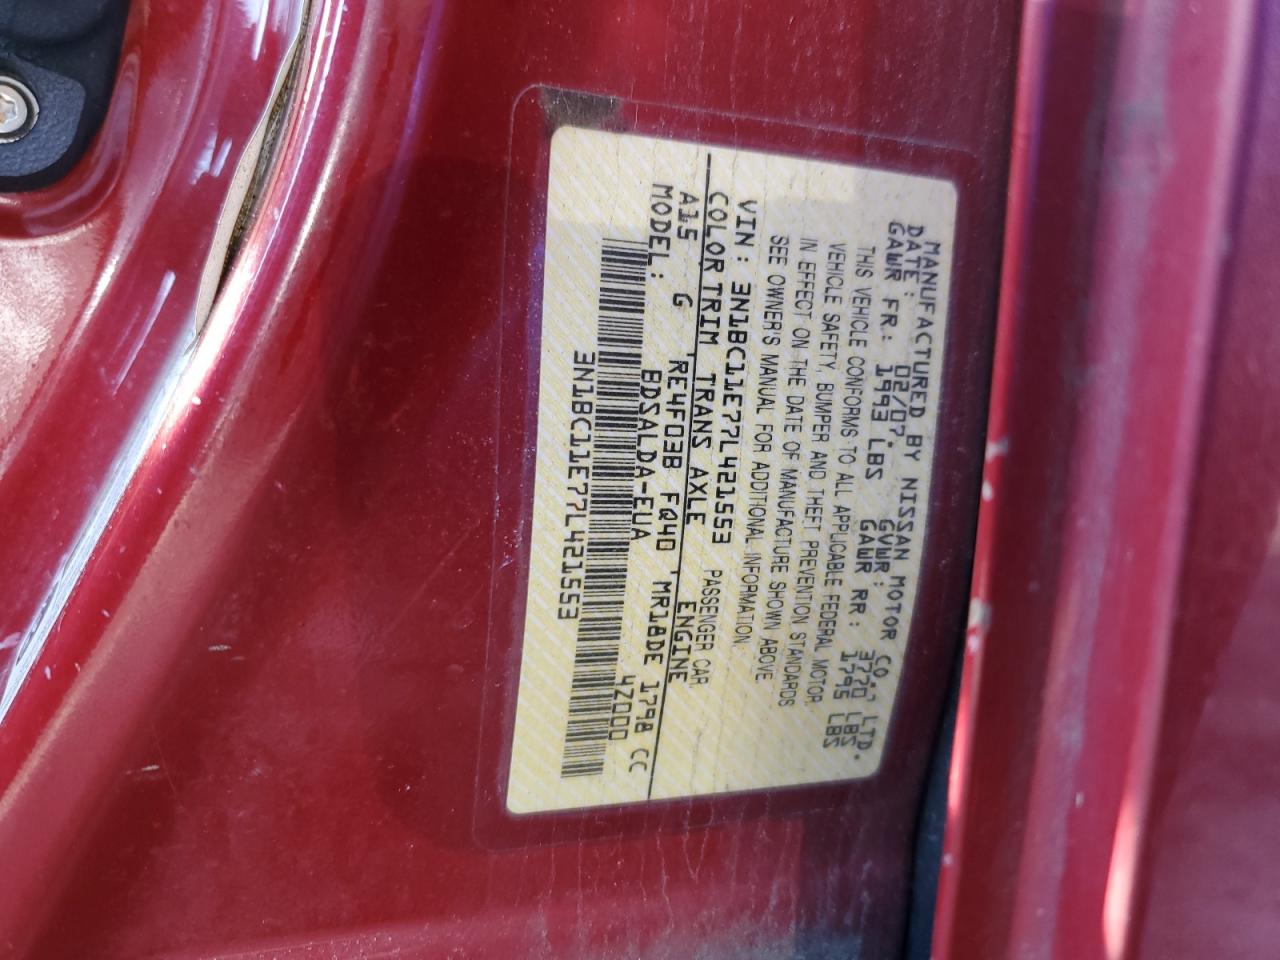 MANUFACTURED BY NISSAN MOTOR CO., LTD.
DATE: 02/07. GVWR: 3770 LBS.
GAWR FR: 1993 LBS GAWR RR: 1795 LBS
THIS VEHICLE CONFORMS TO ALL APPLICABLE FEDERAL MOTOR
VEHICLE SAFETY, BUMPER AND THEFT PREVENTION STANDARDS
IN EFFECT ON THE DATE OF MANUFACTURE SHOWN ABOVE.
SEE OWNER'S MANUAL FOR ADDITIONAL INFORMATION.
VIN: 3N1BC11E77L421553 PASSENGER CAR.
COLOR TRIM TRANS AXLE ENGINE
A15 G RE4F03B FQ40 MR18DE 1798 CC
MODEL: BDSALDA-EUA 4Z000
3N1BC11E77L421553